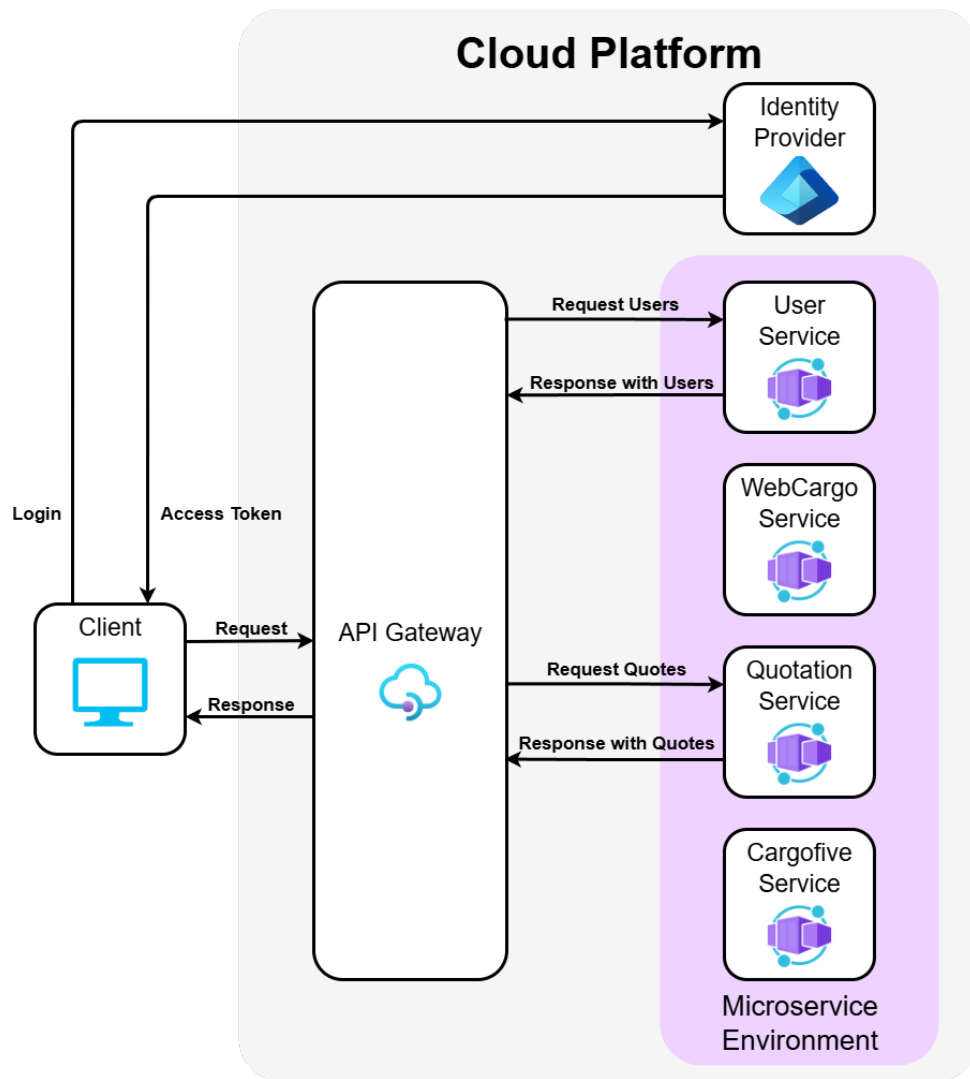 Cloud Platform
Identity
Provider
Request Users
User
Service
Response with Users
WebCargo
Service
Login
Access Token
Client
Request
API Gateway
Response
Request Quotes
Quotation
Service
Response with Quotes
Cargofive
Service
Microservice
Environment